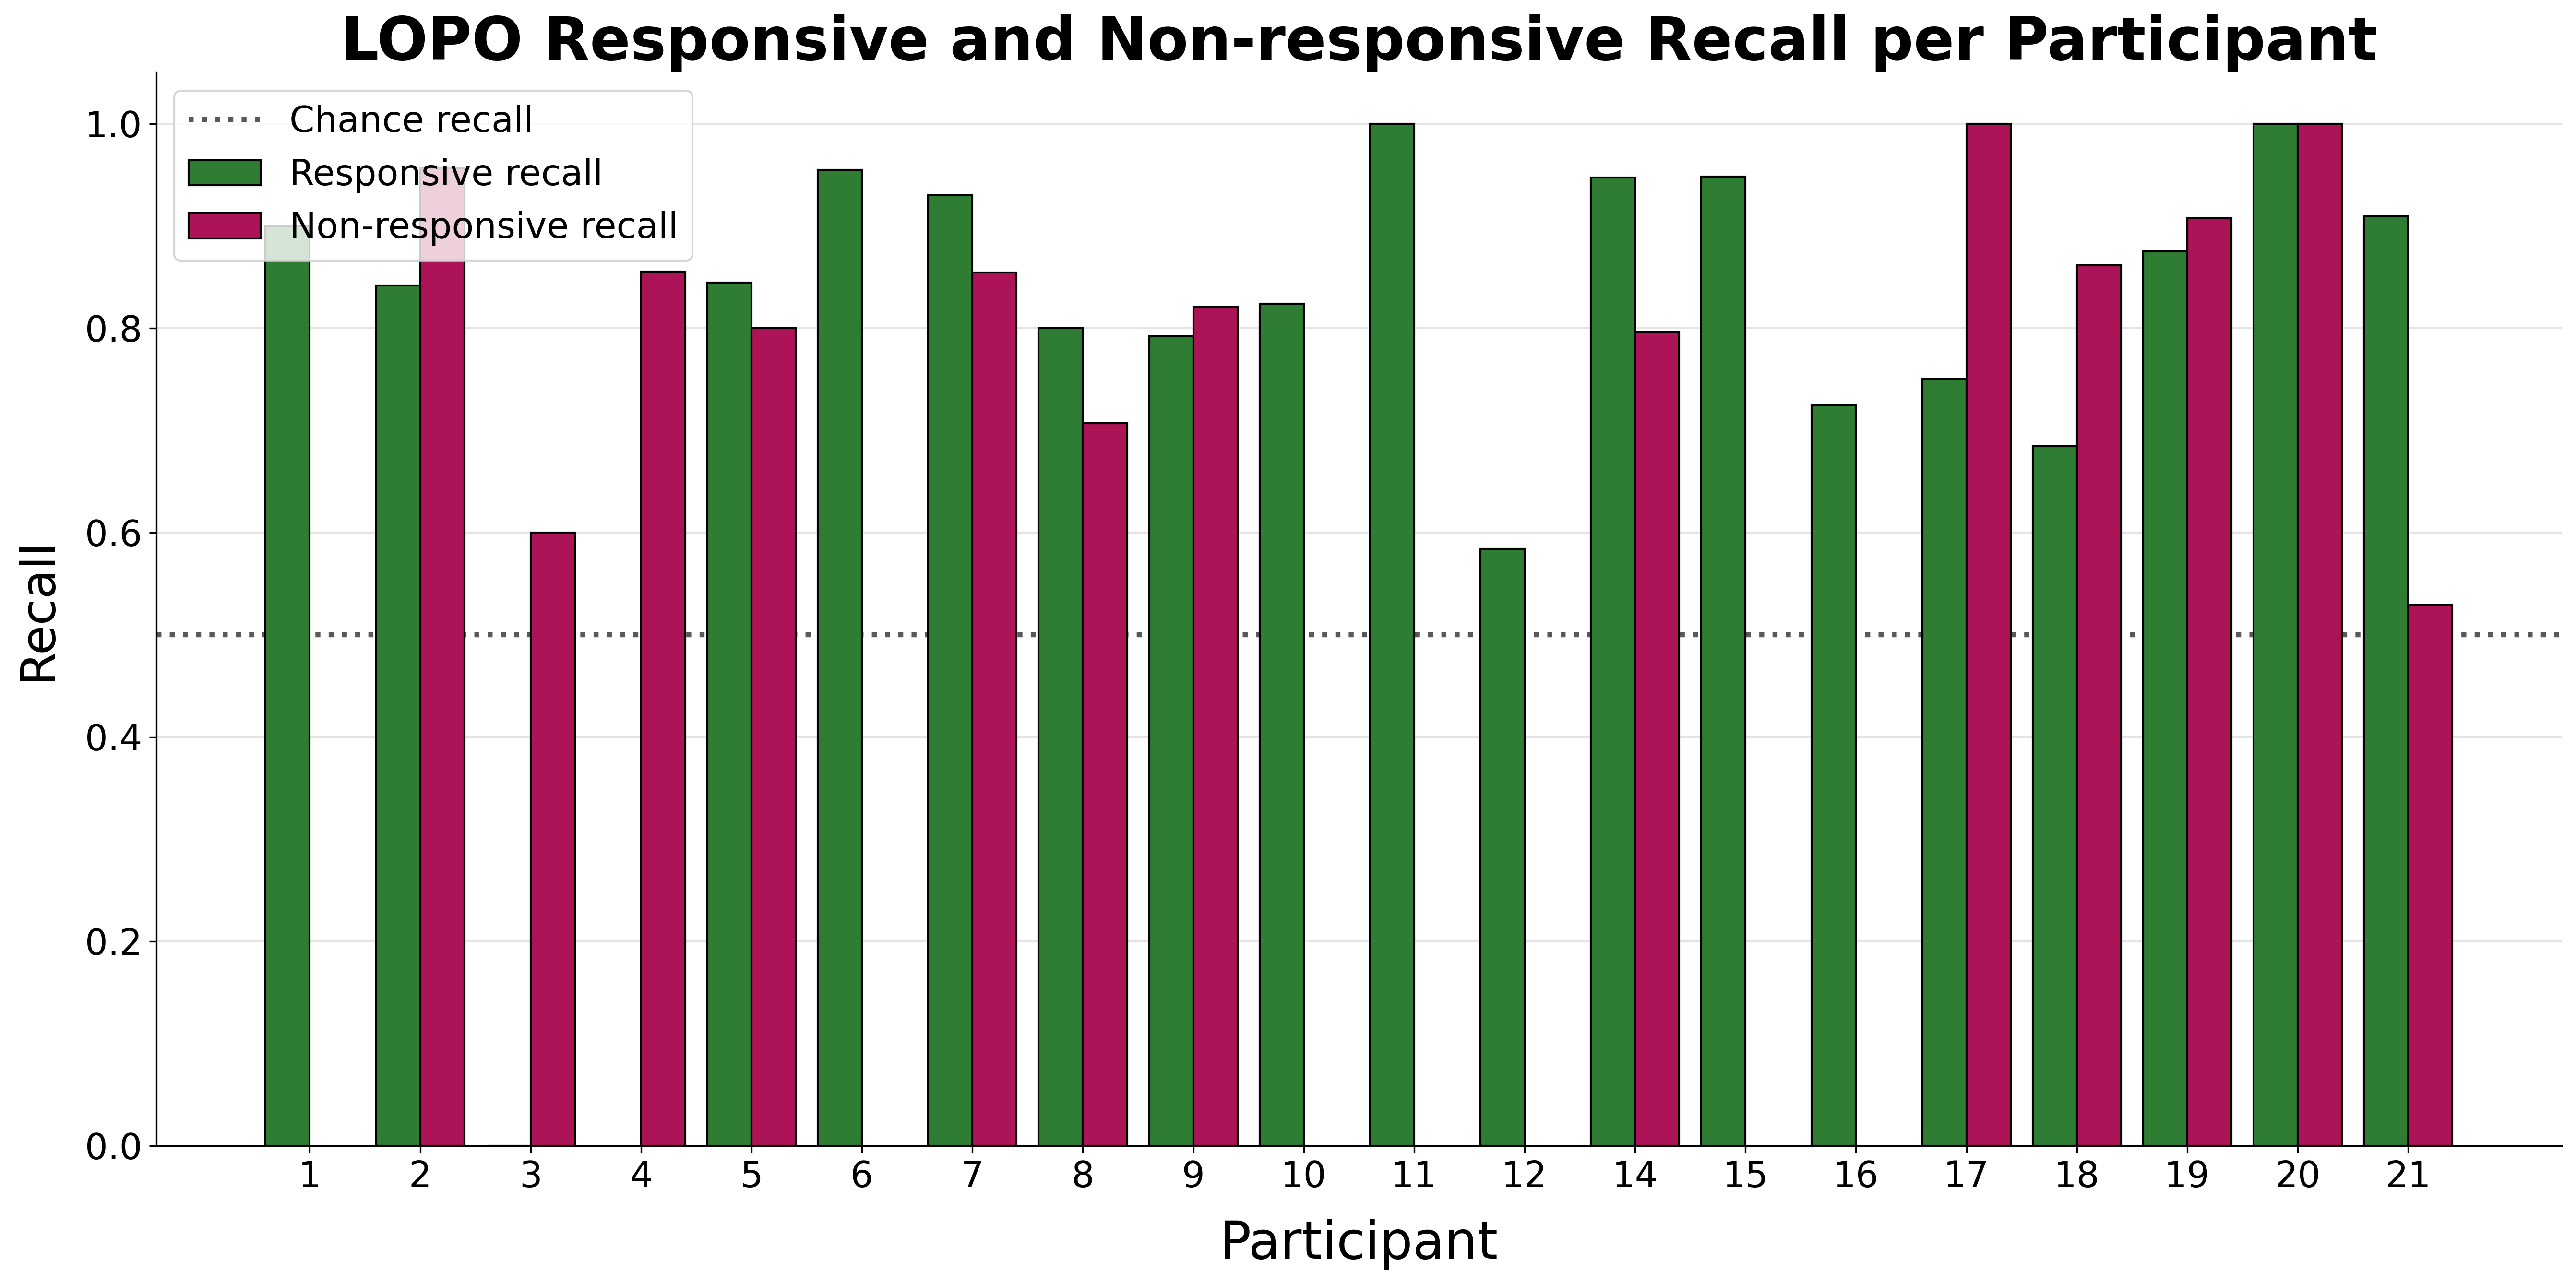 LOPO Responsive and Non-responsive Recall per Participant
Chance recall
Responsive recall
Non-responsive recall
1.0
0.8
0.6
0.4
0.2
0.0
Recall
1 2 3 4 5 6 7 8 9 10 11 12 14 15 16 17 18 19 20 21
Participant